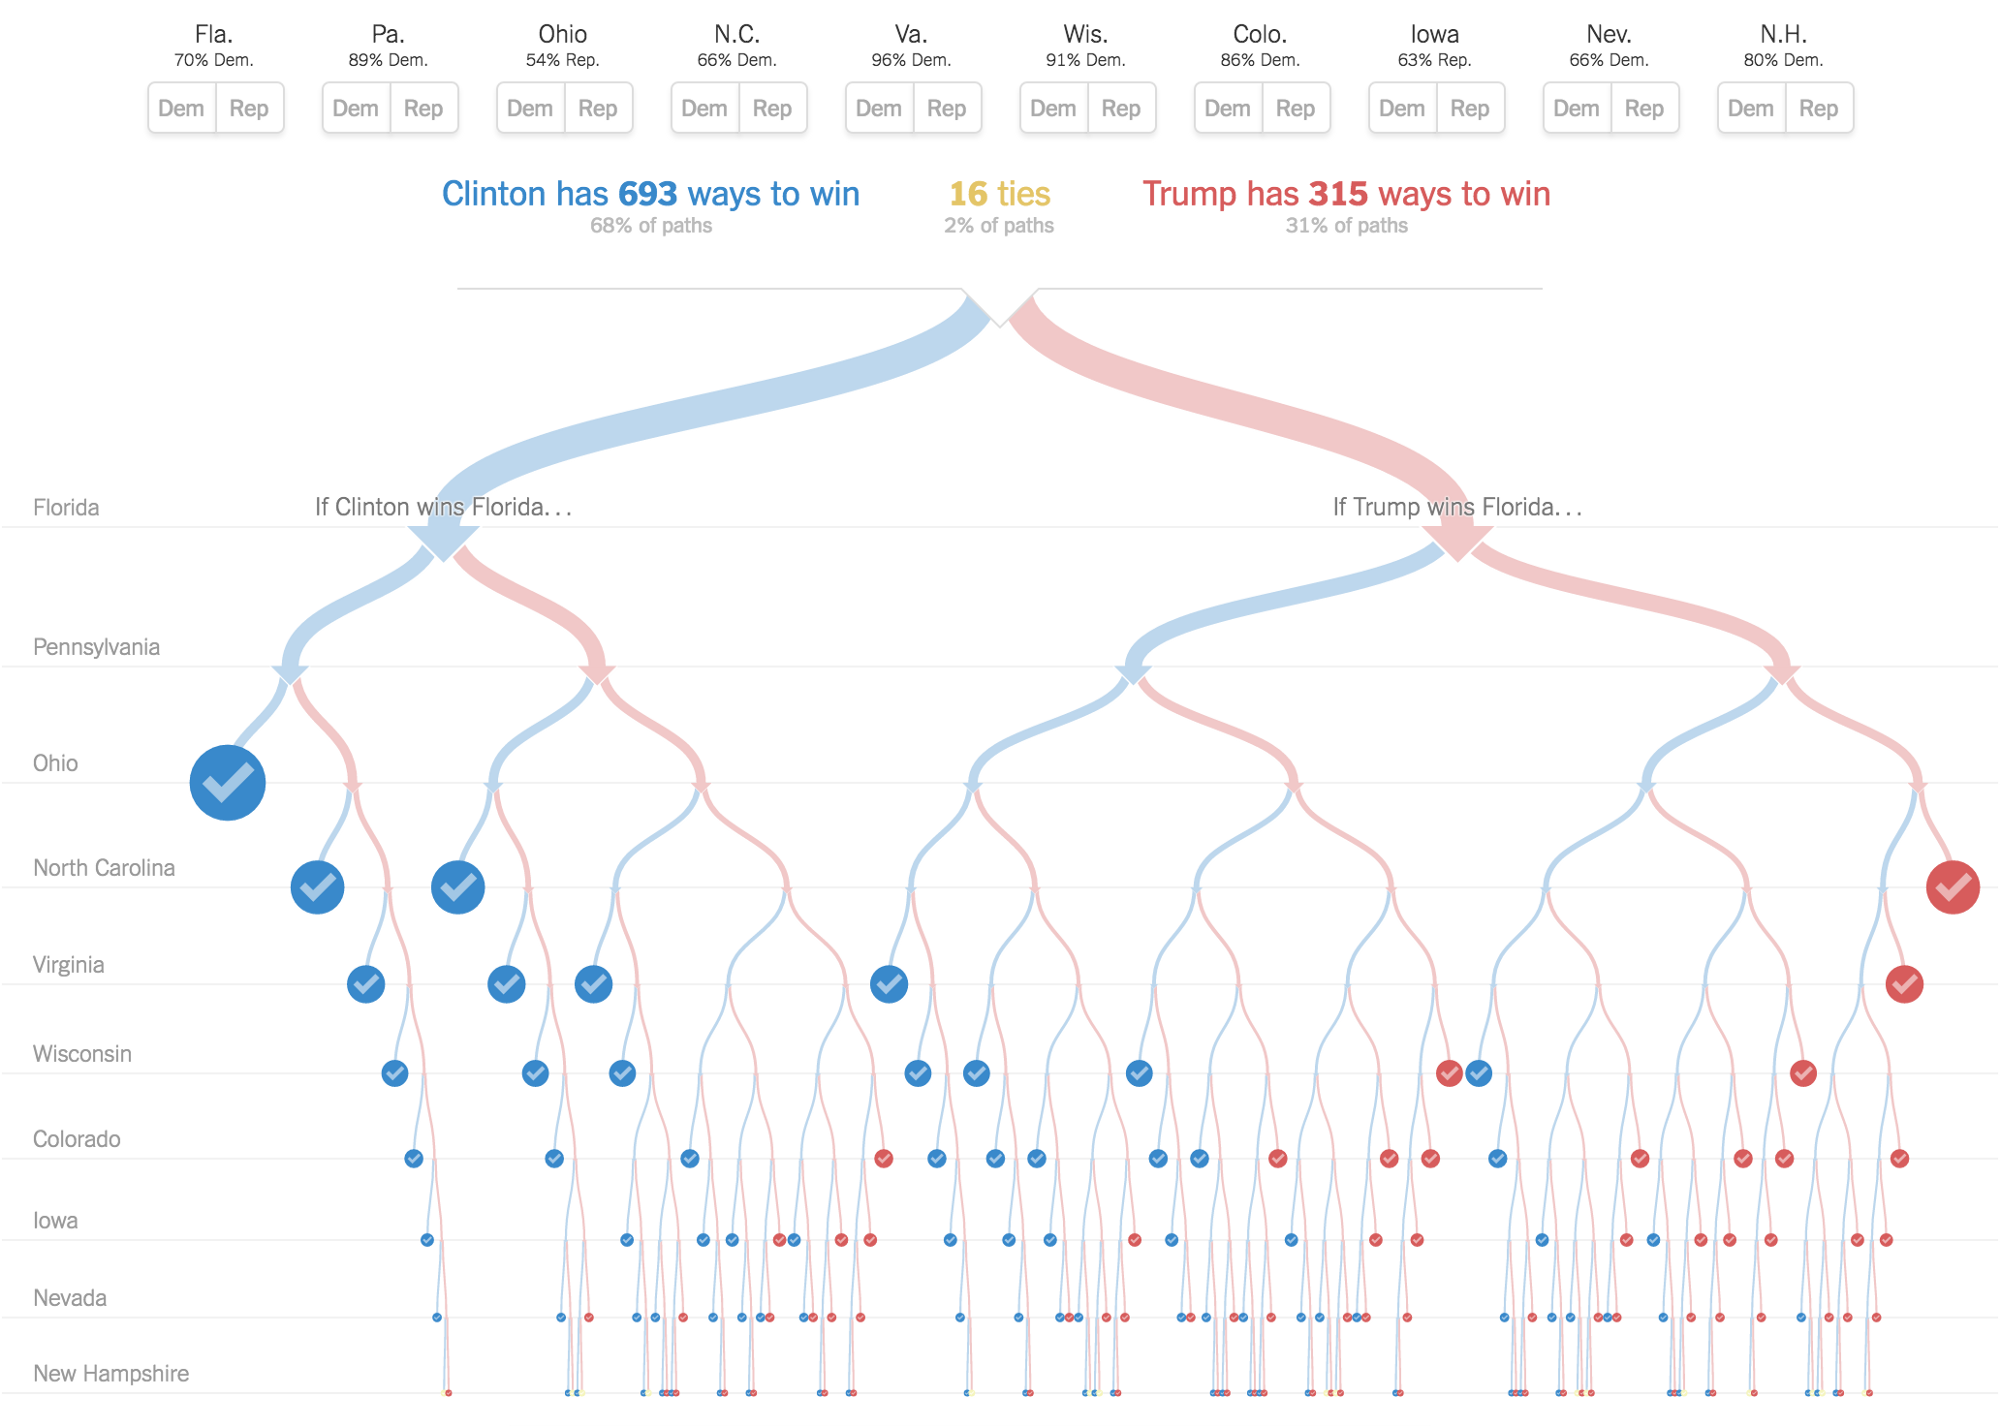 Fla. Pa. Ohio N.C. Va. Wis. Colo. Iowa Nev. N.H.
70% Dem. 89% Dem. 54% Rep. 66% Dem. 96% Dem. 91% Dem. 86% Dem. 63% Rep. 66% Dem. 80% Dem.
Dem Rep Dem Rep Dem Rep Dem Rep Dem Rep Dem Rep Dem Rep Dem Rep Dem Rep Dem Rep
Clinton has 693 ways to win 16 ties Trump has 315 ways to win
68% of paths 2% of paths 31% of paths
Florida If Clinton wins Florida... If Trump wins Florida...
Pennsylvania
Ohio
North Carolina
Virginia
Wisconsin
Colorado
Iowa
Nevada
New Hampshire